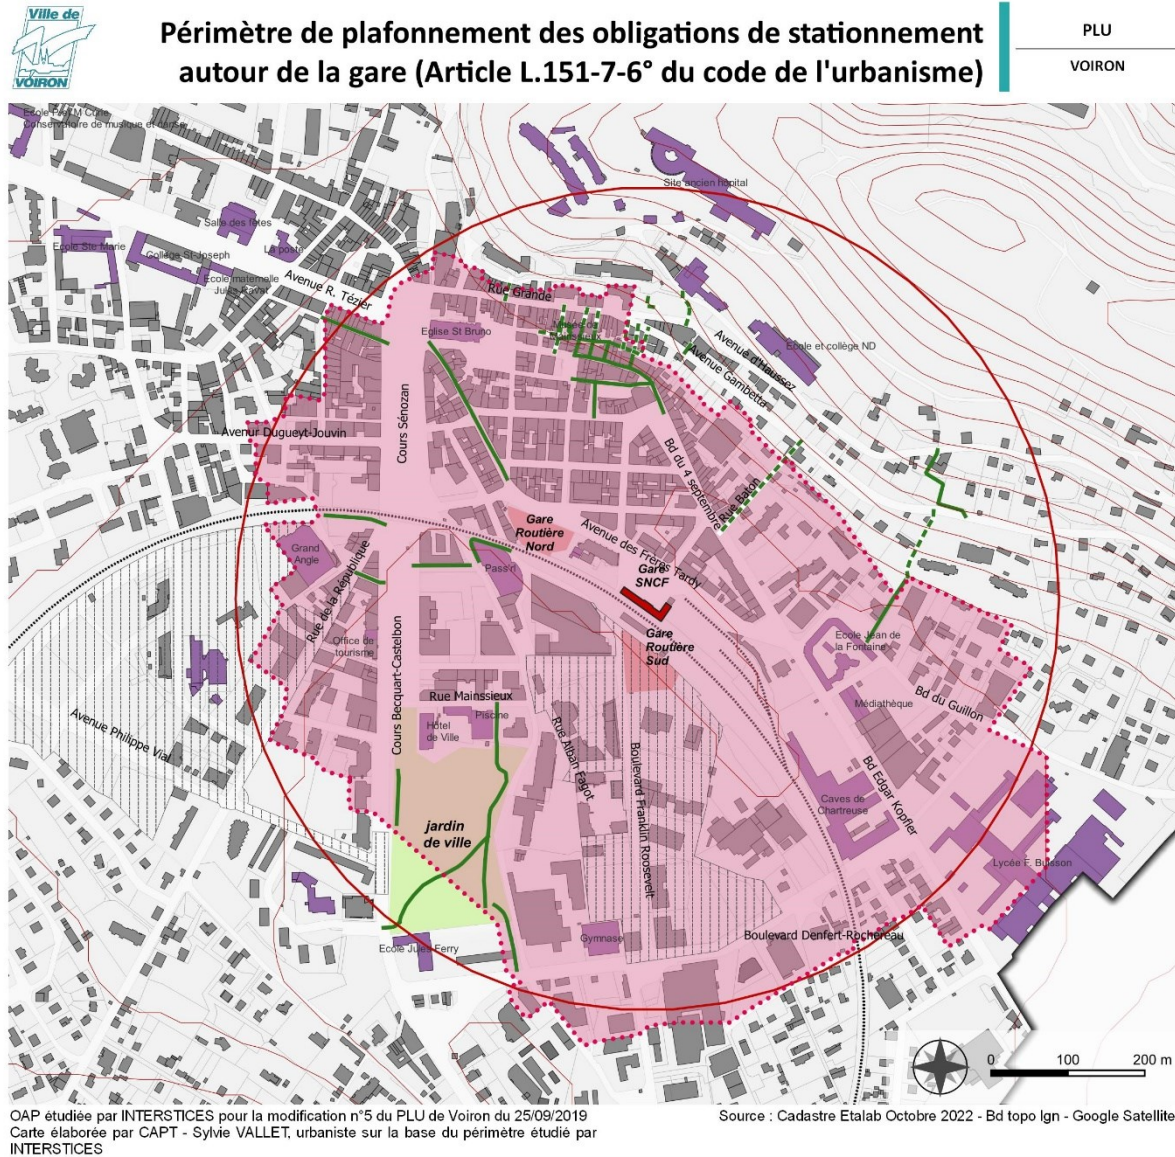 Ville de
VOIRON
Périmètre de plafonnement des obligations de stationnement
autour de la gare (Article L.151-7-6° du code de l'urbanisme)
PLU
VOIRON
Conservatoire de musique et danse
Site ancien hôpital
Salle des fêtes
La poste
Ecole Ste Marie
Collège St-Joseph
Ecole maternelle
Avenue R. Tézier
Rue Grande
Eglise St Bruno
Avenue d'Haussez
Ecole et collège ND
Avenue Gambetta
Cours Sénozan
Avenur Dugueyt-Jouvin
Bd du 4 septembre
Rue Baton
Gare
Routière
Nord
Avenue des Frères Tardy
Grand
Angle
Rue de la République
Pass'rl
Gare
SNCF
Gare
Routière
Sud
Office de
tourisme
Ecole Jean de
la Fontaine
Bd du Guillon
Cours Becquart-Castelbon
Rue Mainssieux
Médiathèque
Piscine
Hôtel
de Ville
Avenue Philippe Vial
Rue Alban Fagot
Boulevard Franklin Roosevelt
Bd Edgar Kopfler
Caves de
Chartreuse
jardin
de ville
Lycée F. Buisson
Gymnase
Boulevard Denfert-Rochereau
Ecole Jules Ferry
0 100 200 m
OAP étudiée par INTERSTICES pour la modification n°5 du PLU de Voiron du 25/09/2019
Carte élaborée par CAPT - Sylvie VALLET, urbaniste sur la base du périmètre étudié par
INTERSTICES
Source : Cadastre Etalab Octobre 2022 - Bd topo Ign - Google Satellite